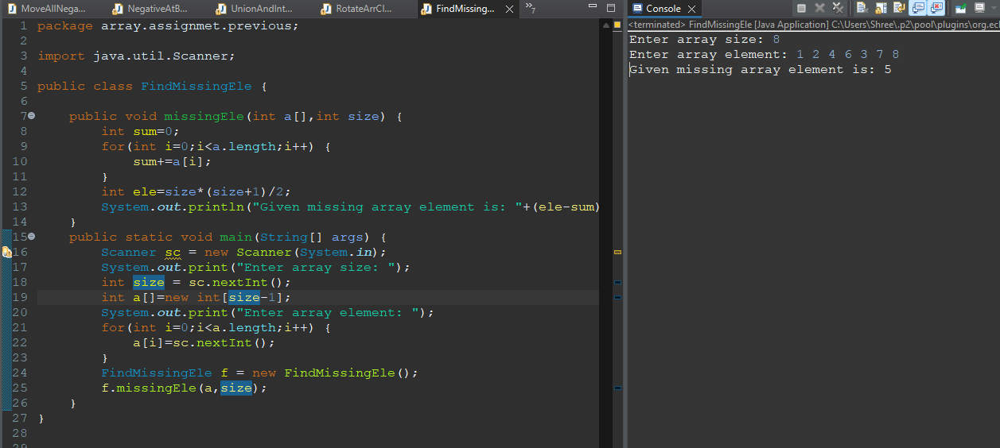 MoveAllNega... NegativeAtB... UnionAndInt... RotateArrCl... FindMissing... »7
1 package array.assignmet.previous;
2
3 import java.util.Scanner;
4
5 public class FindMissingEle {
6
7 public void missingEle(int a[],int size) {
8 int sum=0;
9 for(int i=0;i<a.length;i++) {
10 sum+=a[i];
11 }
12 int ele=size*(size+1)/2;
13 System.out.println("Given missing array element is: "+(ele-sum)
14 }
15 public static void main(String[] args) {
16 Scanner sc = new Scanner(System.in);
17 System.out.print("Enter array size: ");
18 int size = sc.nextInt();
19 int a[]=new int[size-1];
20 System.out.print("Enter array element: ");
21 for(int i=0;i<a.length;i++) {
22 a[i]=sc.nextInt();
23 }
24 FindMissingEle f = new FindMissingEle();
25 f.missingEle(a,size);
26 }
27 }
28
29
Console
<terminated> FindMissingEle [Java Application] C:\Users\Shree\.p2\pool\plugins\org.ecl
Enter array size: 8
Enter array element: 1 2 4 6 3 7 8
Given missing array element is: 5